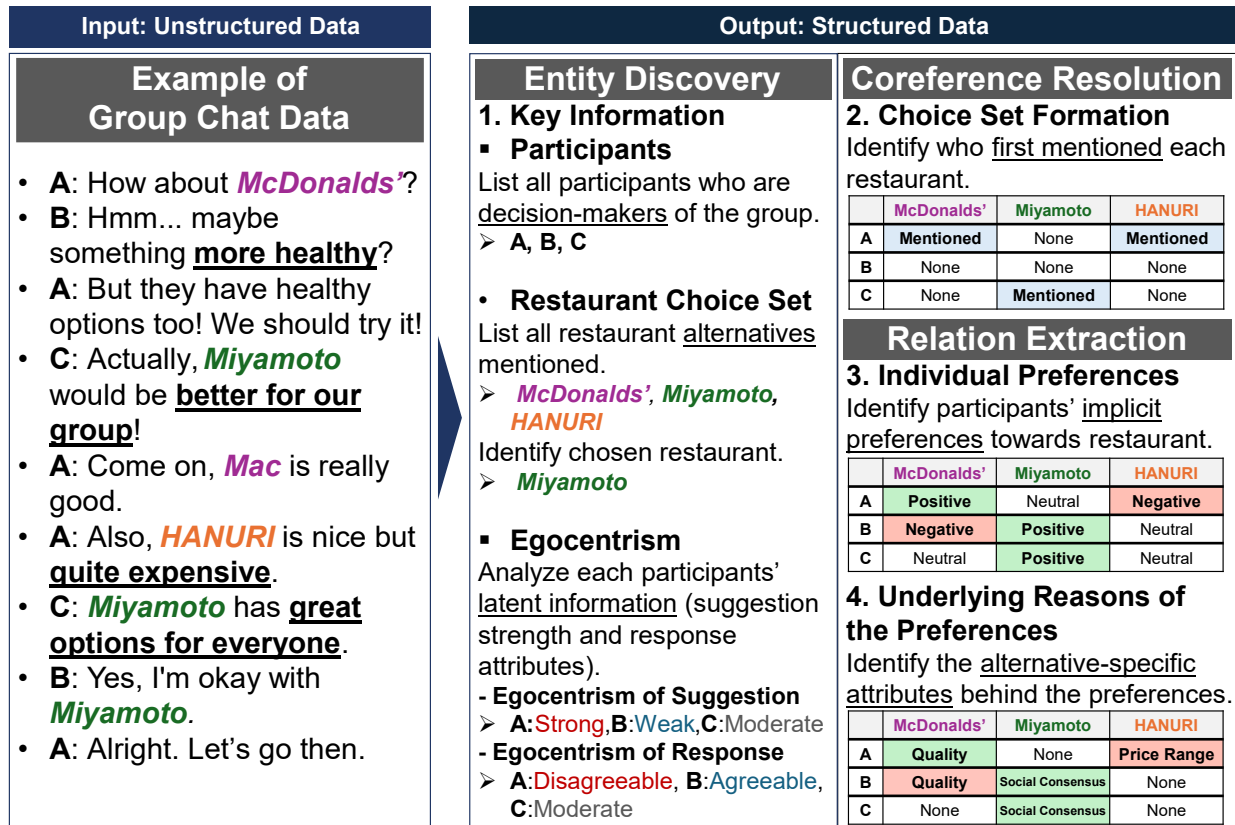 Input: Unstructured Data
Example of
Group Chat Data
• A: How about McDonalds'?
• B: Hmm... maybe
something more healthy?
• A: But they have healthy
options too! We should try it!
• C: Actually, Miyamoto
would be better for our
group!
• A: Come on, Mac is really
good.
• A: Also, HANURI is nice but
quite expensive.
• C: Miyamoto has great
options for everyone.
• B: Yes, I'm okay with
Miyamoto.
• A: Alright. Let's go then.
Output: Structured Data
Entity Discovery
1. Key Information
▪ Participants
List all participants who are
decision-makers of the group.
➢ A, B, C
• Restaurant Choice Set
List all restaurant alternatives
mentioned.
➢ McDonalds', Miyamoto,
HANURI
Identify chosen restaurant.
➢ Miyamoto
▪ Egocentrism
Analyze each participants'
latent information (suggestion
strength and response
attributes).
- Egocentrism of Suggestion
➢ A:Strong,B:Weak,C:Moderate
- Egocentrism of Response
➢ A:Disagreeable, B:Agreeable,
C:Moderate
Coreference Resolution
2. Choice Set Formation
Identify who first mentioned each
restaurant.
McDonalds' Miyamoto HANURI
A Mentioned None Mentioned
B None None None
C None Mentioned None
Relation Extraction
3. Individual Preferences
Identify participants' implicit
preferences towards restaurant.
McDonalds' Miyamoto HANURI
A Positive Neutral Negative
B Negative Positive Neutral
C Neutral Positive Neutral
4. Underlying Reasons of
the Preferences
Identify the alternative-specific
attributes behind the preferences.
McDonalds' Miyamoto HANURI
A Quality None Price Range
B Quality Social Consensus None
C None Social Consensus None